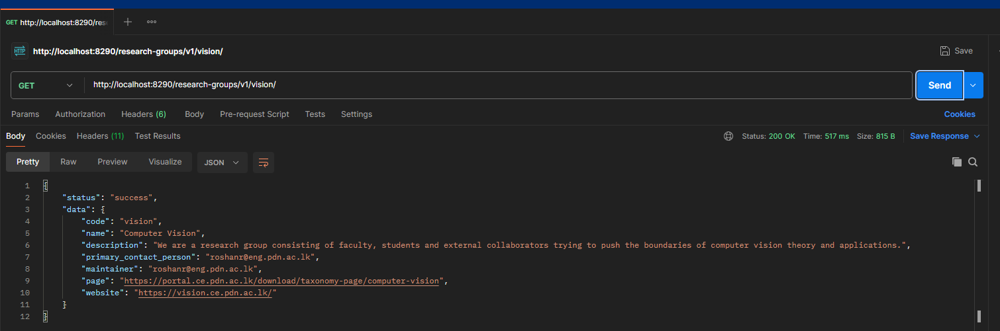 GET http://localhost:8290/res
HTTP http://localhost:8290/research-groups/v1/vision/ Save
GET http://localhost:8290/research-groups/v1/vision/ Send
Params Authorization Headers (6) Body Pre-request Script Tests Settings Cookies
Body Cookies Headers (11) Test Results Status: 200 OK Time: 517 ms Size: 815 B Save Response
Pretty Raw Preview Visualize JSON
1 {
2 "status": "success",
3 "data": {
4 "code": "vision",
5 "name": "Computer Vision",
6 "description": "We are a research group consisting of faculty, students and external collaborators trying to push the boundaries of computer vision theory and applications.",
7 "primary_contact_person": "roshanr@eng.pdn.ac.lk",
8 "maintainer": "roshanr@eng.pdn.ac.lk",
9 "page": "https://portal.ce.pdn.ac.lk/download/taxonomy-page/computer-vision",
10 "website": "https://vision.ce.pdn.ac.lk/"
11 }
12 }